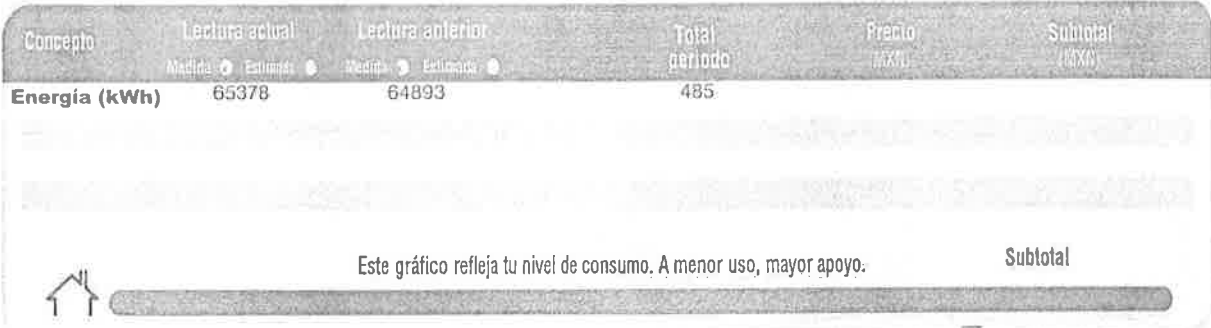 Concepto Lectura actual Lectura anterior Total periodo Precio (MXN) Subtotal (MXN)
Medida Estimada Medida Estimada
Energía (kWh) 65378 64893 485
Este gráfico refleja tu nivel de consumo. A menor uso, mayor apoyo. Subtotal